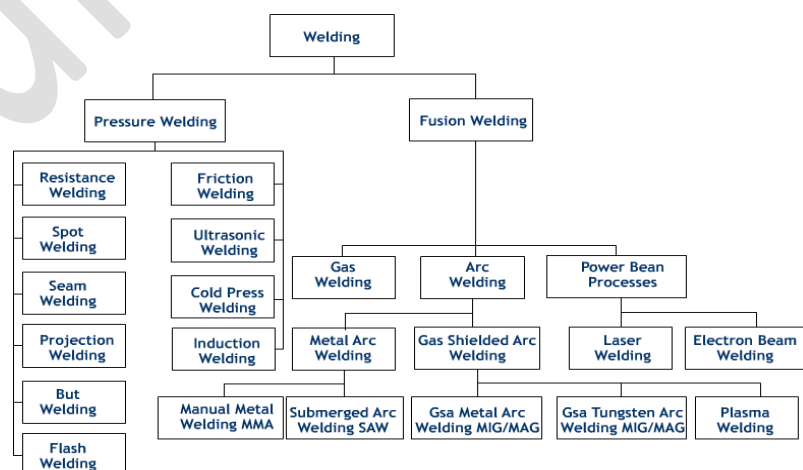 Welding
Pressure Welding
Fusion Welding
Resistance
Welding
Friction
Welding
Spot
Welding
Ultrasonic
Welding
Seam
Welding
Cold Press
Welding
Projection
Welding
Induction
Welding
But
Welding
Flash
Welding
Gas
Welding
Arc
Welding
Power Bean
Processes
Metal Arc
Welding
Gas Shielded Arc
Welding
Laser
Welding
Electron Beam
Welding
Manual Metal
Welding MMA
Submerged Arc
Welding SAW
Gsa Metal Arc
Welding MIG/MAG
Gsa Tungsten Arc
Welding MIG/MAG
Plasma
Welding